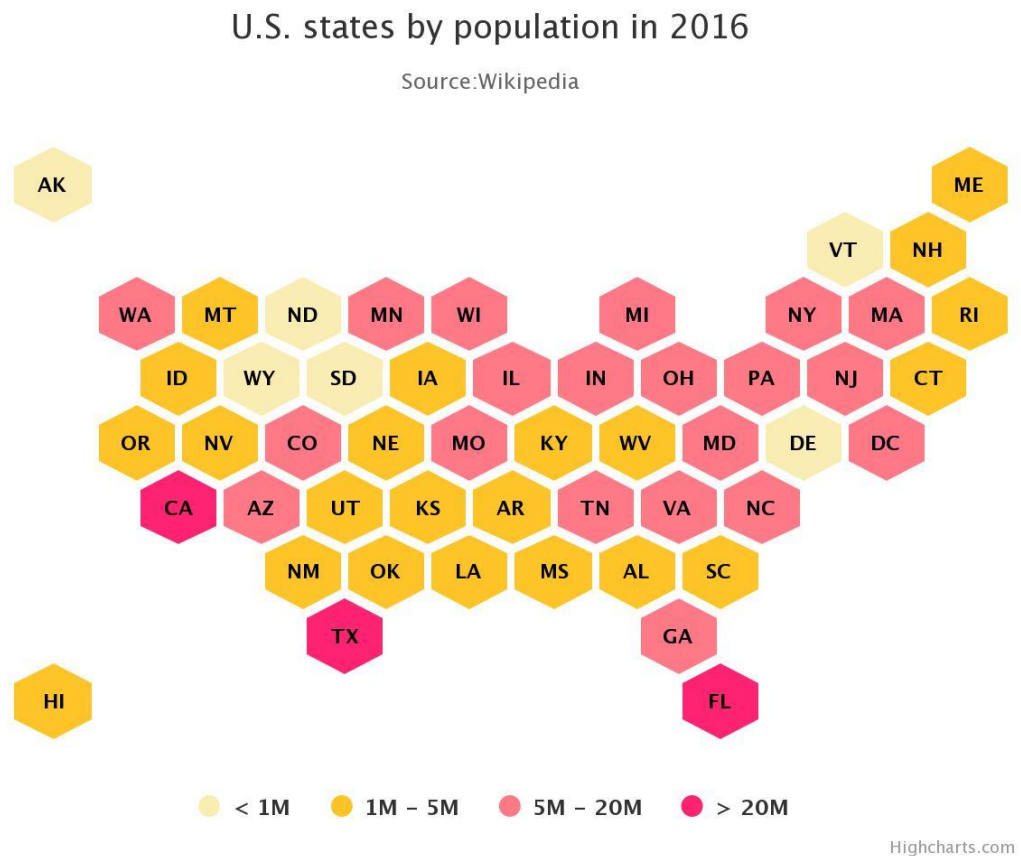 U.S. states by population in 2016
Source:Wikipedia
AK ME
VT NH
WA MT ND MN WI MI NY MA RI
ID WY SD IA IL IN OH PA NJ CT
OR NV CO NE MO KY WV MD DE DC
CA AZ UT KS AR TN VA NC
NM OK LA MS AL SC
TX GA
HI FL
< 1M 1M – 5M 5M – 20M > 20M
Highcharts.com